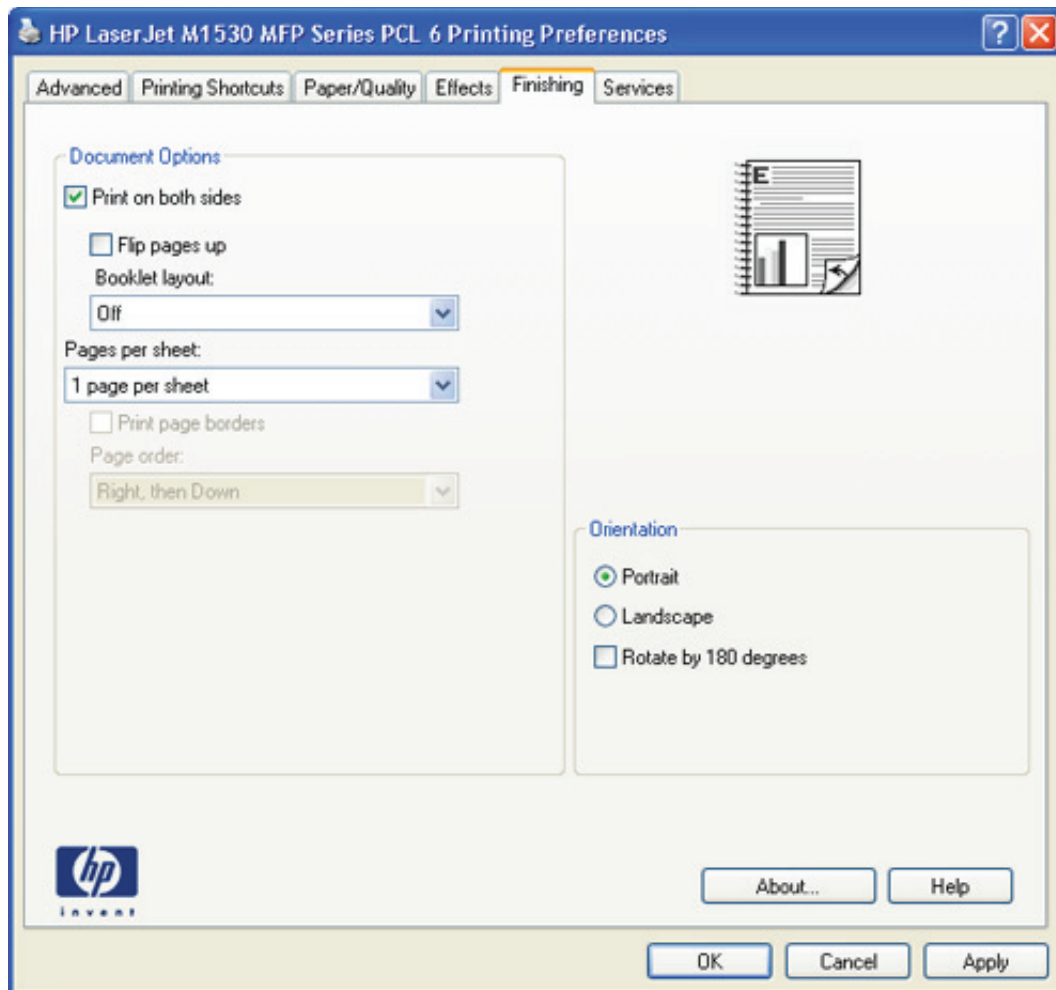 HP LaserJet M1530 MFP Series PCL 6 Printing Preferences
Advanced Printing Shortcuts Paper/Quality Effects Finishing Services
Document Options
Print on both sides
Flip pages up
Booklet layout:
Off
Pages per sheet:
1 page per sheet
Print page borders
Page order:
Right, then Down
E
Orientation
Portrait
Landscape
Rotate by 180 degrees
hp
invent
About... Help
OK Cancel Apply